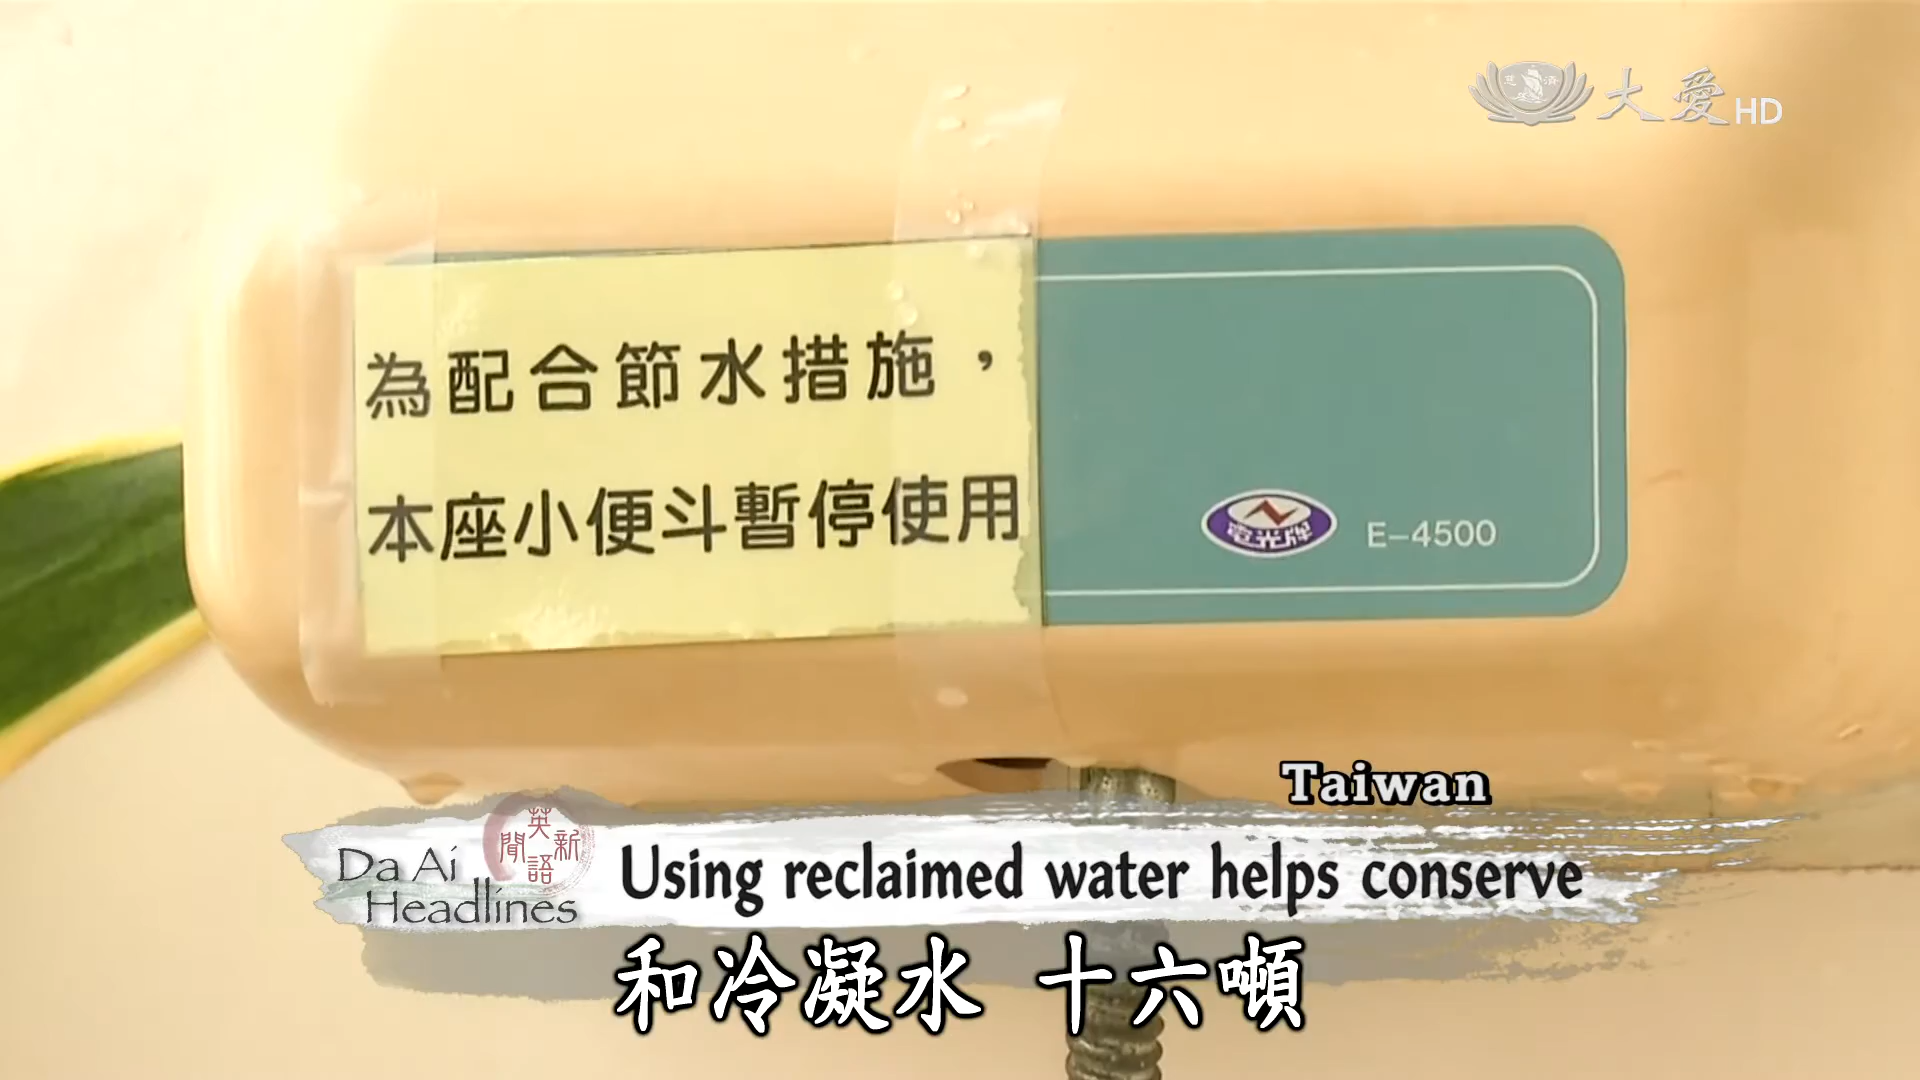 大愛HD
為配合節水措施，
本座小便斗暫停使用
電光牌 E-4500
Taiwan
Da Ai
Headlines
英語新聞
Using reclaimed water helps conserve
和冷凝水 十六噸